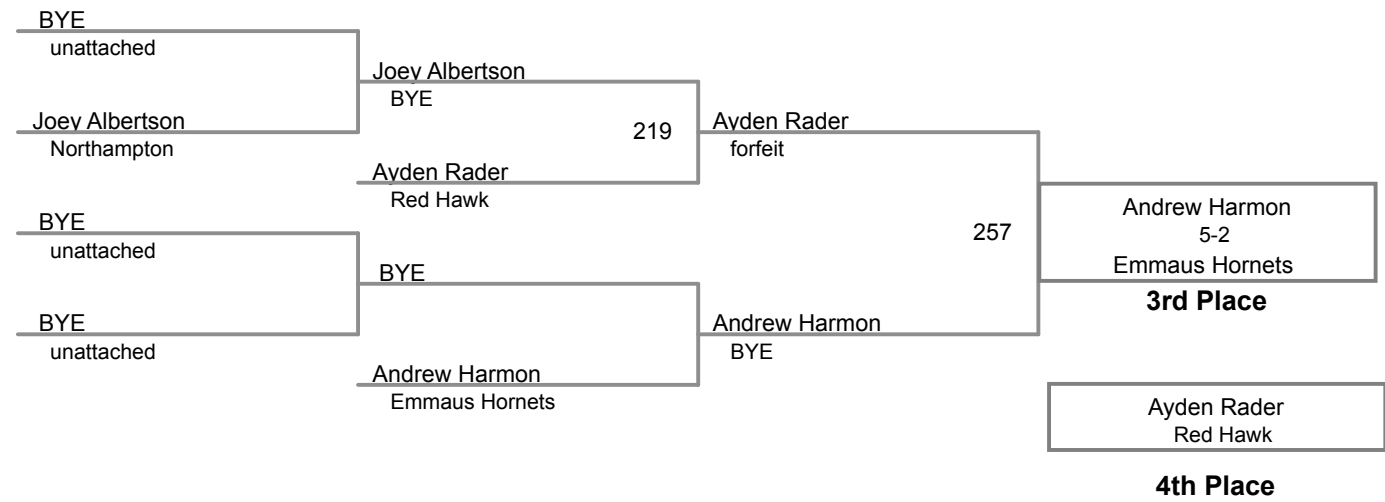 BYE
unattached
Joey Albertson
BYE
Joey Albertson
Northampton
219
Ayden Rader
forfeit
Ayden Rader
Red Hawk
BYE
unattached
257
Andrew Harmon
5-2
Emmaus Hornets
3rd Place
BYE
BYE
unattached
Andrew Harmon
BYE
Andrew Harmon
Emmaus Hornets
Ayden Rader
Red Hawk
4th Place